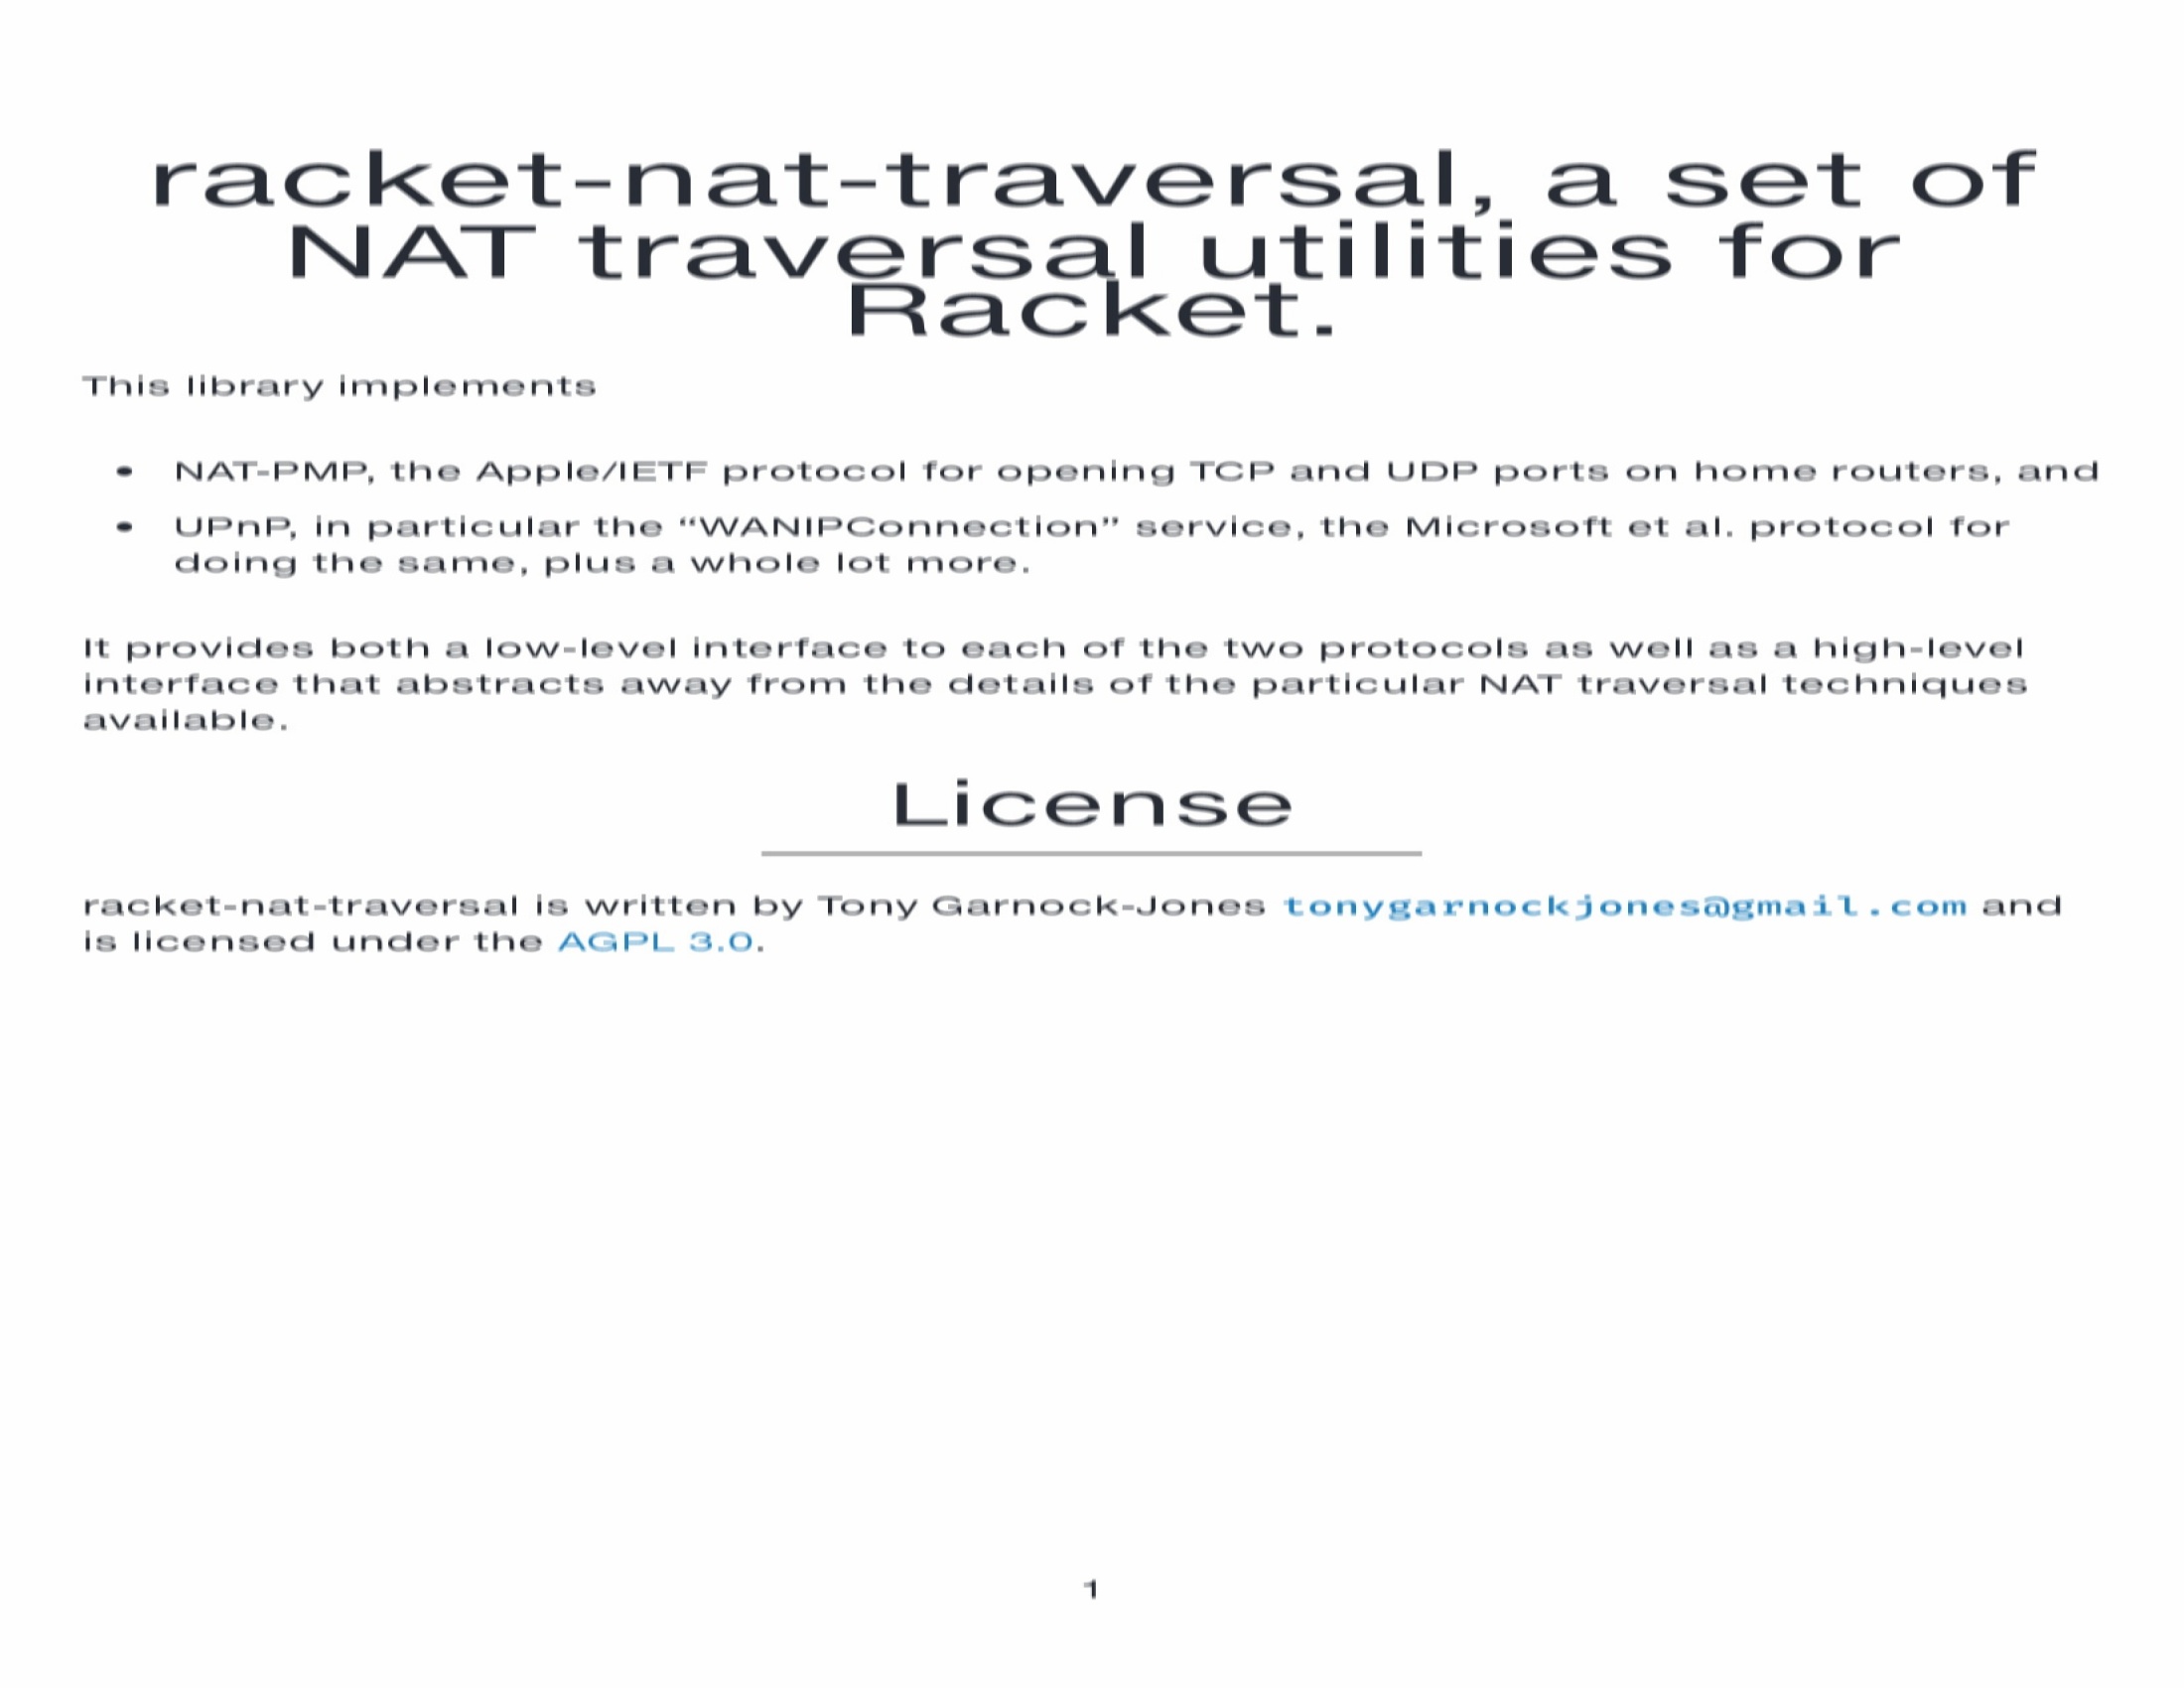 racket-nat-traversal, a set of
NAT traversal utilities for
Racket.
This library implements
• NAT-PMP, the Apple/IETF protocol for opening TCP and UDP ports on home routers, and
• UPnP, in particular the “WANIPConnection” service, the Microsoft et al. protocol for
doing the same, plus a whole lot more.
It provides both a low-level interface to each of the two protocols as well as a high-level
interface that abstracts away from the details of the particular NAT traversal techniques
available.
License
racket-nat-traversal is written by Tony Garnock-Jones tonygarnockjones@gmail.com and
is licensed under the AGPL 3.0.
1